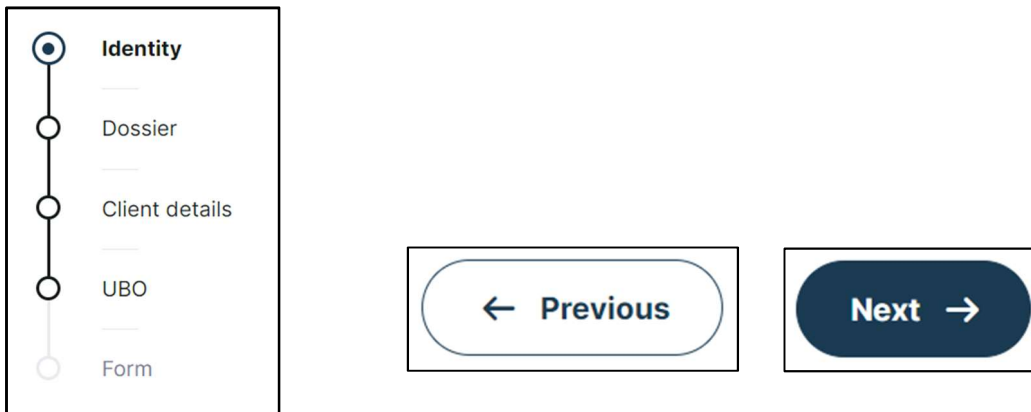 Identity
Dossier
Client details
UBO
Form
← Previous
Next →